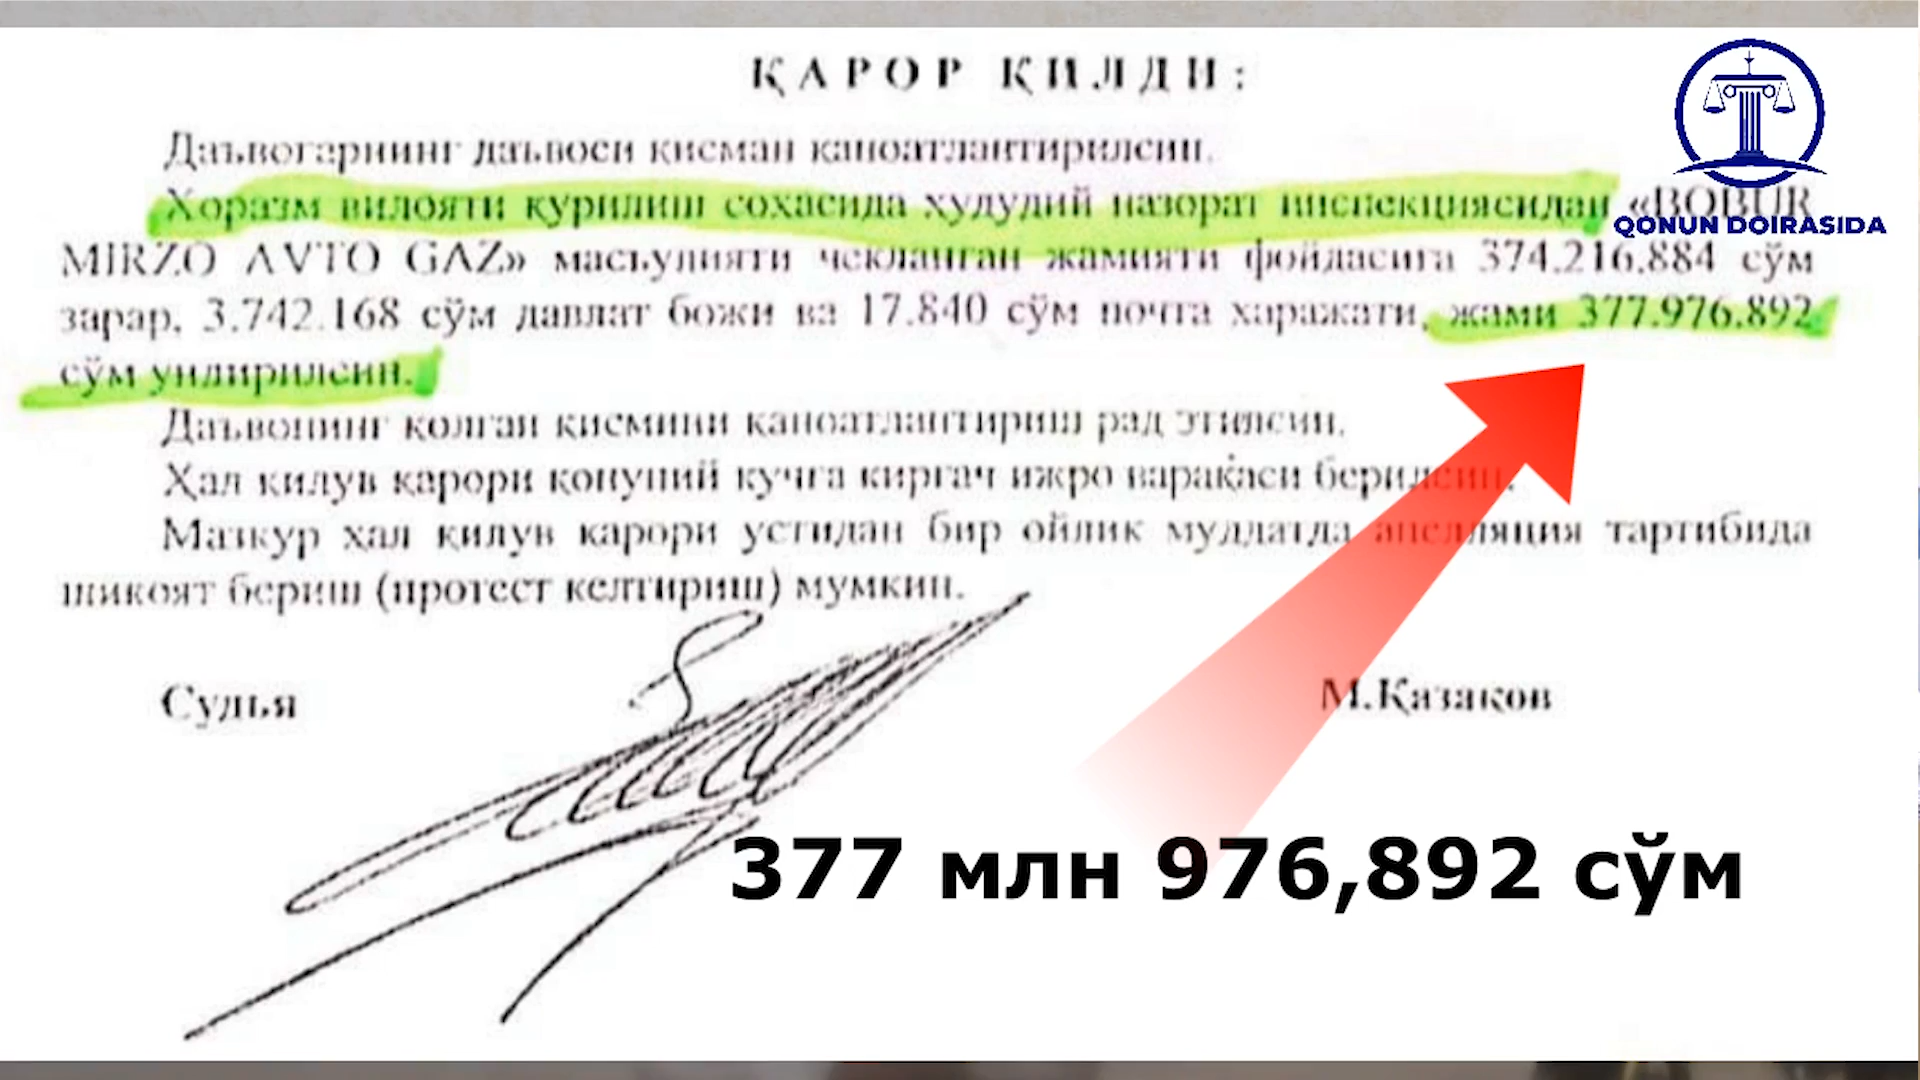 ҚАРОР ҚИЛДИ:
Даъвогарнинг даъвоси қисман қаноатлантирилсин.
Хоразм вилояти қурилиш соҳасида ҳудудий назорат инспекциясидан «BOBUR
MIRZO AVTO GAZ» масъулияти чекланган жамияти фойдасига 374.216.884 сўм
зарар, 3.742.168 сўм давлат божи ва 17.840 сўм почта харажати, жами 377.976.892
сўм ундирилсин.
Даъвонинг қолган қисмини қаноатлантириш рад этилсин.
Ҳал қилув қарори қонуний кучга киргач ижро варақаси берилсин.
Мазкур ҳал қилув қарори устидан бир ойлик муддатда апелляция тартибида
шикоят бериш (протест келтириш) мумкин.
Судья М.Қазақов
377 млн 976,892 сўм
QONUN DOIRASIDA